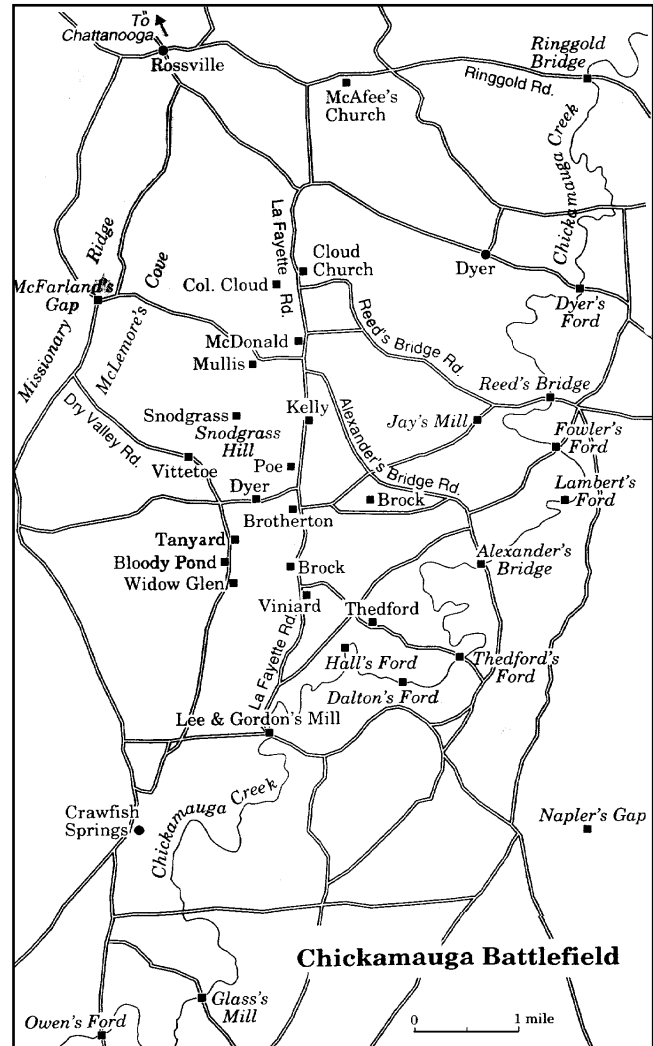 To
Chattanooga
Rossville
Ringgold
Bridge
Ringgold Rd.
McAfee's
Church
Chickamauga Creek
La Fayette
Rd.
Cloud
Church
Dyer
Col. Cloud
Ridge
Cove
McFarland's
Gap
Dyer's
Ford
Missionary
McLemore's
McDonald
Reed's Bridge Rd.
Mullis
Reed's Bridge
Dry Valley Rd.
Snodgrass
Snodgrass
Hill
Kelly
Alexander's Bridge Rd.
Jay's Mill
Fowler's
Ford
Vittetoe
Poe
Lambert's
Ford
Dyer
Brock
Brotherton
Tanyard
Bloody Pond
Widow Glen
Brock
Alexander's
Bridge
Viniard
Thedford
La Fayette Rd.
Hall's Ford
Thedford's
Ford
Dalton's Ford
Lee & Gordon's Mill
Crawfish
Springs
Chickamauga Creek
Napler's Gap
Chickamauga Battlefield
Glass's
Mill
Owen's Ford
0 1 mile